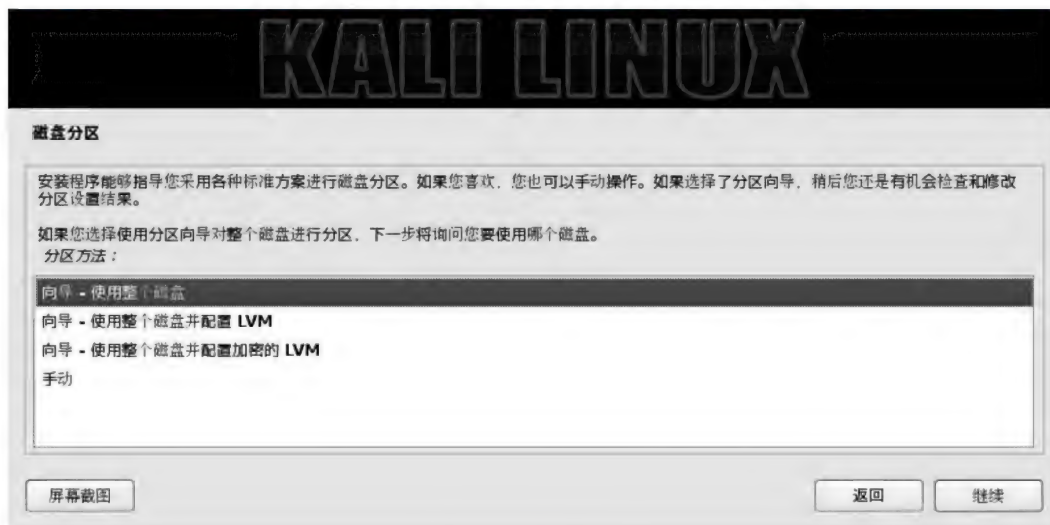 KALI LINUX
磁盘分区
安装程序能够指导您采用各种标准方案进行磁盘分区。如果您喜欢，您也可以手动操作。如果选择了分区向导，稍后您还是有机会检查和修改
分区设置结果。
如果您选择使用分区向导对整个磁盘进行分区，下一步将询问您要使用哪个磁盘。
分区方法：
向导 - 使用整个磁盘
向导 - 使用整个磁盘并配置 LVM
向导 - 使用整个磁盘并配置加密的 LVM
手动
屏幕截图
返回
继续